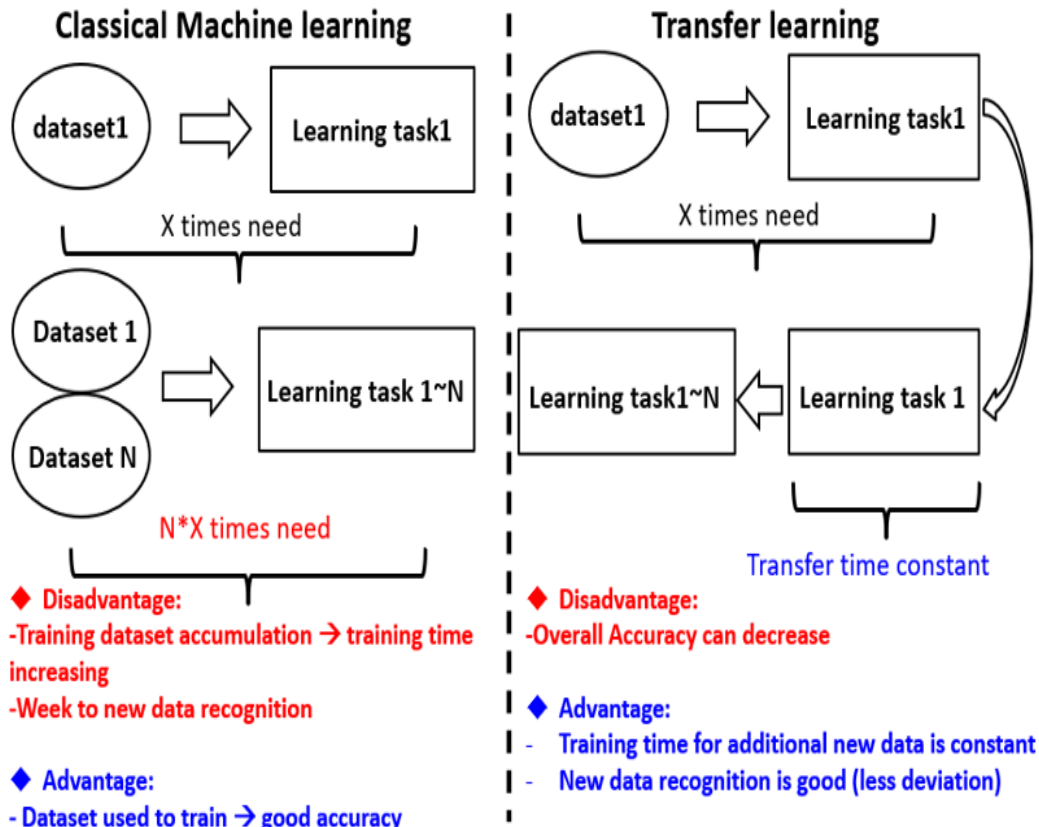 Classical Machine learning
dataset1
Learning task1
X times need
Dataset 1
Dataset N
Learning task 1~N
N*X times need
◆ Disadvantage:
-Training dataset accumulation → training time
increasing
-Week to new data recognition
◆ Advantage:
- Dataset used to train → good accuracy
Transfer learning
dataset1
Learning task1
X times need
Learning task1~N
Learning task 1
Transfer time constant
◆ Disadvantage:
-Overall Accuracy can decrease
◆ Advantage:
- Training time for additional new data is constant
- New data recognition is good (less deviation)